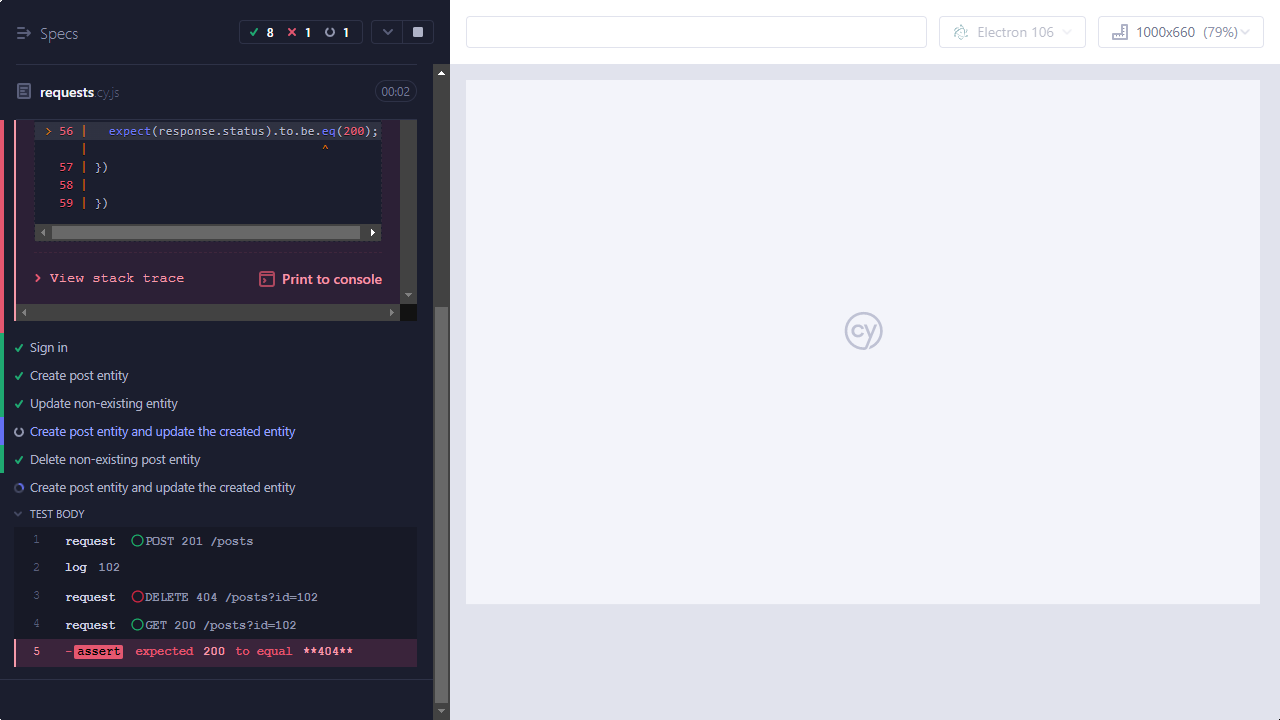 Specs
8 1 1
Electron 106
1000x660 (79%)
requests.cy.js
00:02
> 56 | expect(response.status).to.be.eq(200);
| ^
57 | })
58 |
59 | })
View stack trace
Print to console
Sign in
Create post entity
Update non-existing entity
Create post entity and update the created entity
Delete non-existing post entity
Create post entity and update the created entity
TEST BODY
1 request POST 201 /posts
2 log 102
3 request DELETE 404 /posts?id=102
4 request GET 200 /posts?id=102
5 -assert expected 200 to equal **404**
cy